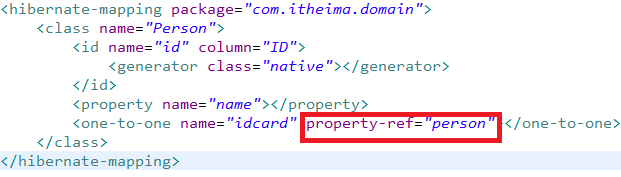 <hibernate-mapping package="com.itheima.domain">
<class name="Person">
<id name="id" column="ID">
<generator class="native"></generator>
</id>
<property name="name"></property>
<one-to-one name="idcard" property-ref="person"></one-to-one>
</class>
</hibernate-mapping>